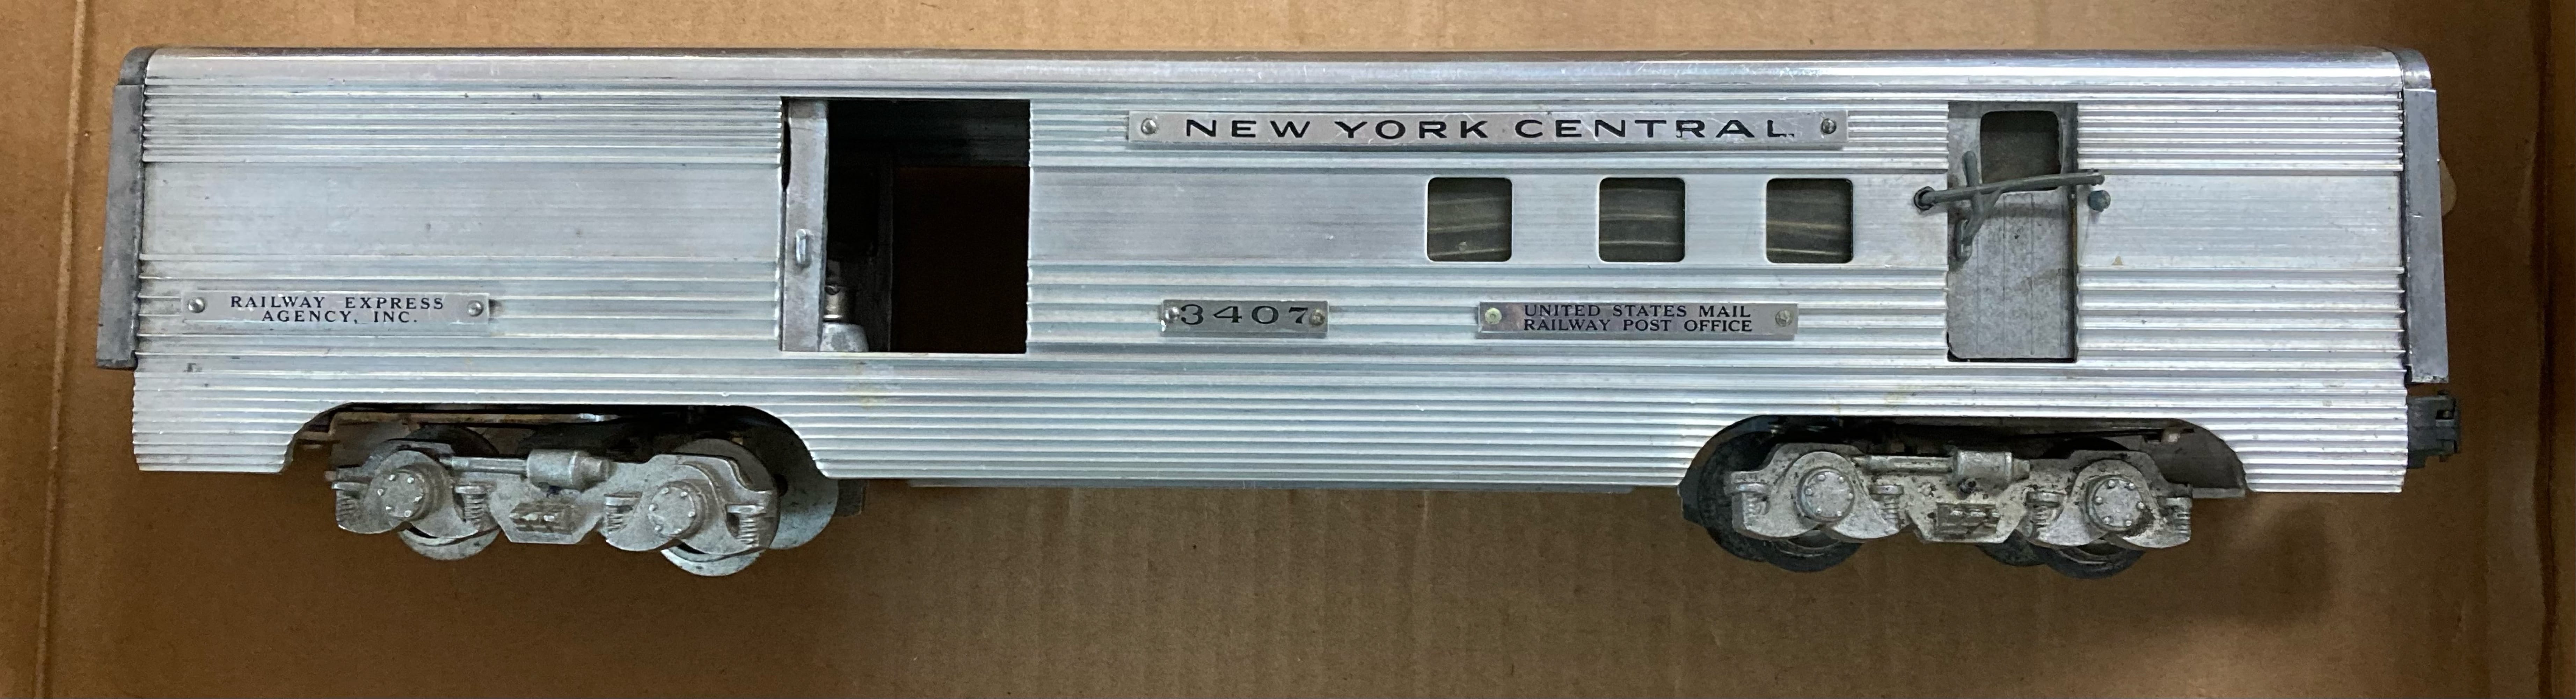 NEW YORK CENTRAL
RAILWAY EXPRESS
AGENCY, INC.
3407
UNITED STATES MAIL
RAILWAY POST OFFICE